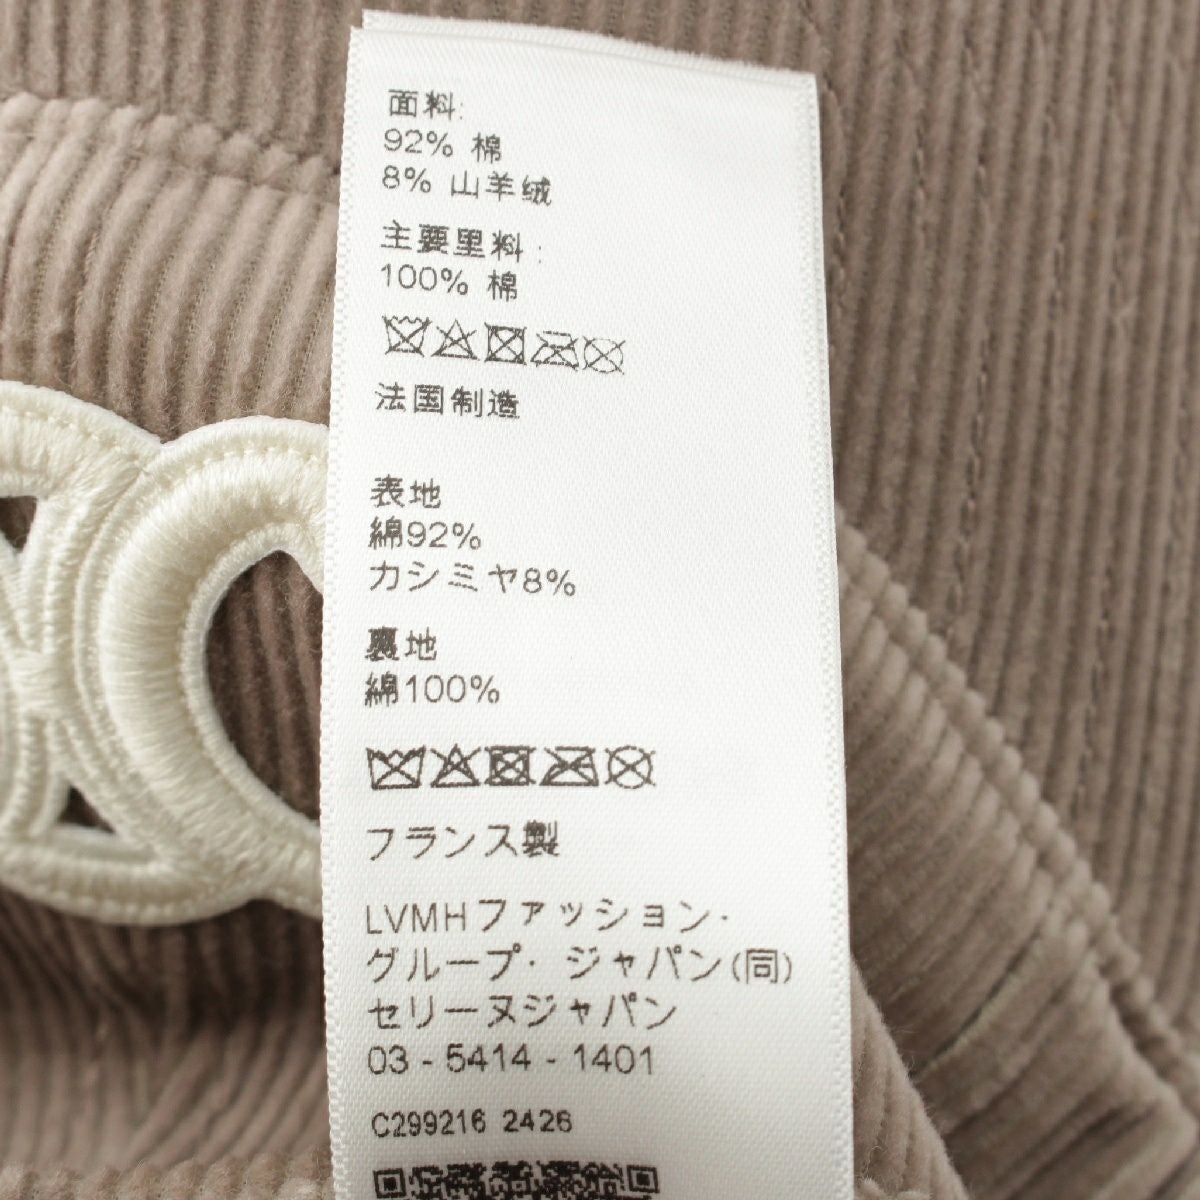 面料:
92% 棉
8% 山羊绒
主要里料:
100% 棉
法国制造
表地
綿92%
カシミヤ8%
裏地
綿100%
フランス製
LVMHファッション・
グループ・ジャパン(同)
セリーヌジャパン
03-5414-1401
C299216 2426